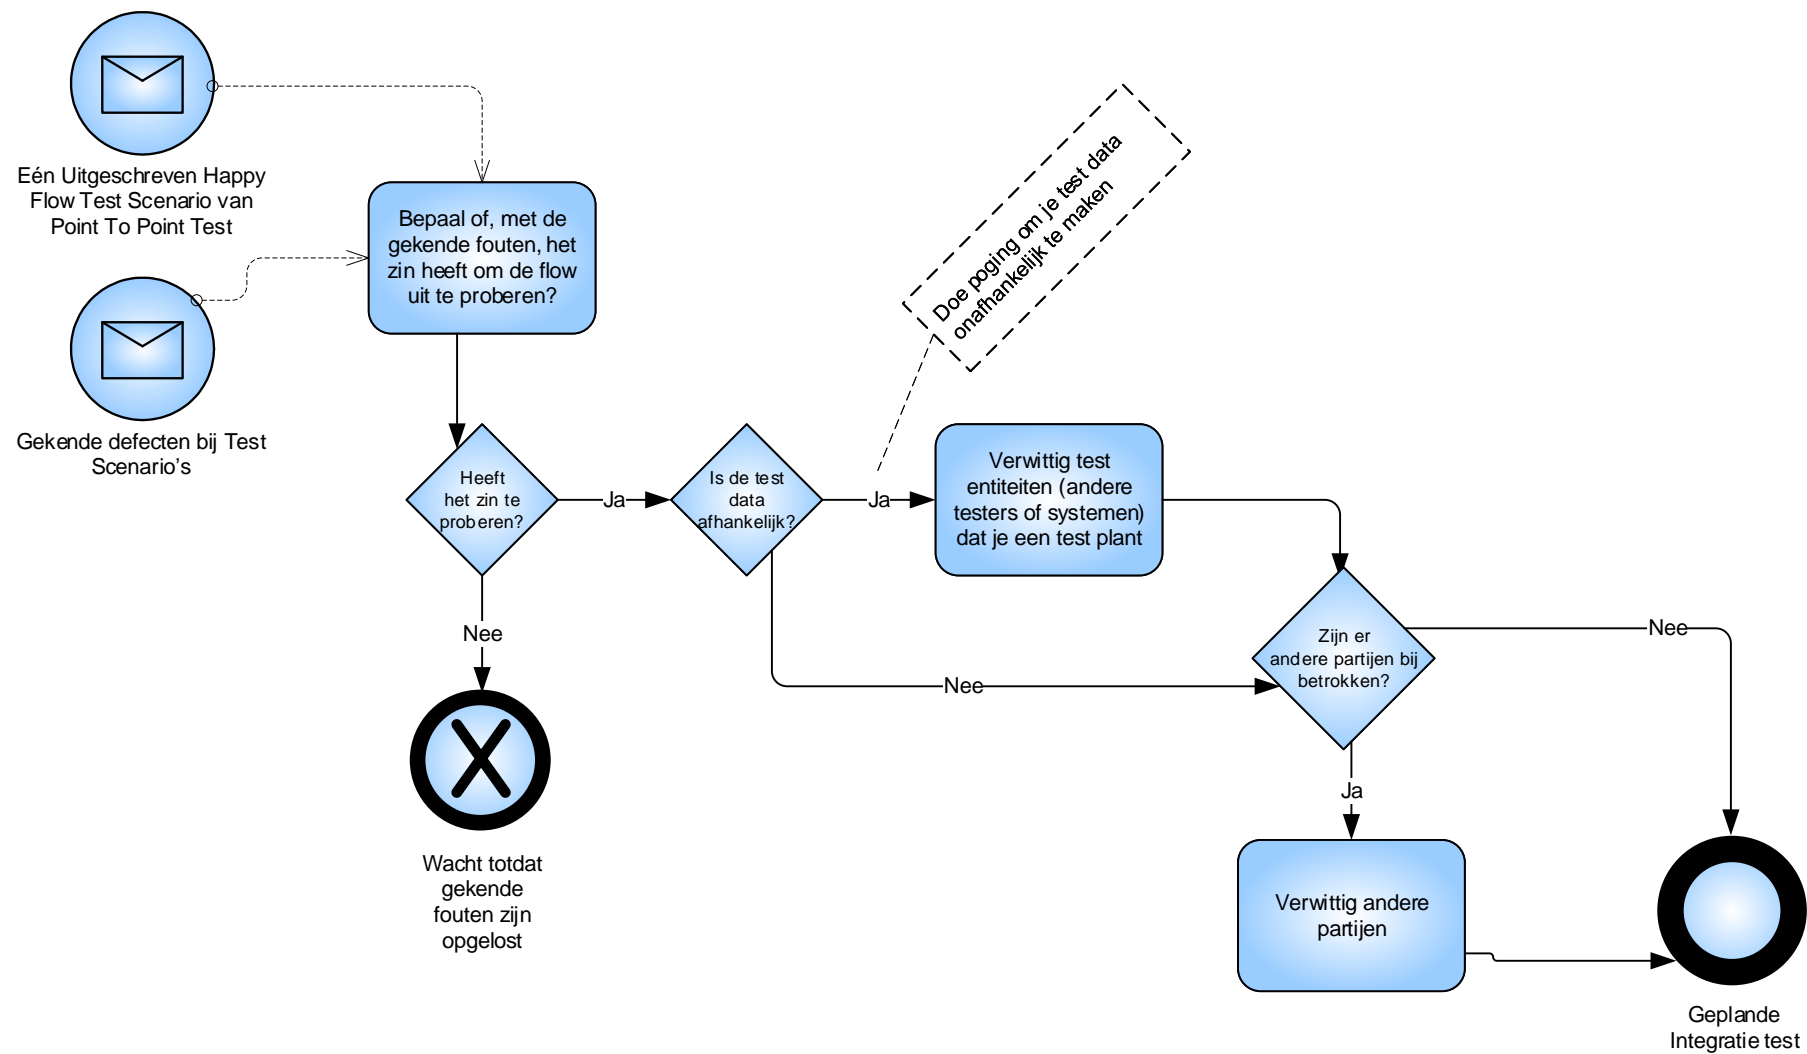 Eén Uitgeschreven Happy
Flow Test Scenario van
Point To Point Test
Bepaal of, met de
gekende fouten, het
zin heeft om de flow
uit te proberen?
Gekende defecten bij Test
Scenario's
Doe poging om je test data
onafhankelijk te maken
Heeft
het zin te
proberen?
Ja
Is de test
data
afhankelijk?
Ja
Verwittig test
entiteiten (andere
testers of systemen)
dat je een test plant
Nee
Nee
Zijn er
andere partijen bij
betrokken?
Nee
Ja
Wacht totdat
gekende
fouten zijn
opgelost
Verwittig andere
partijen
Geplande
Integratie test